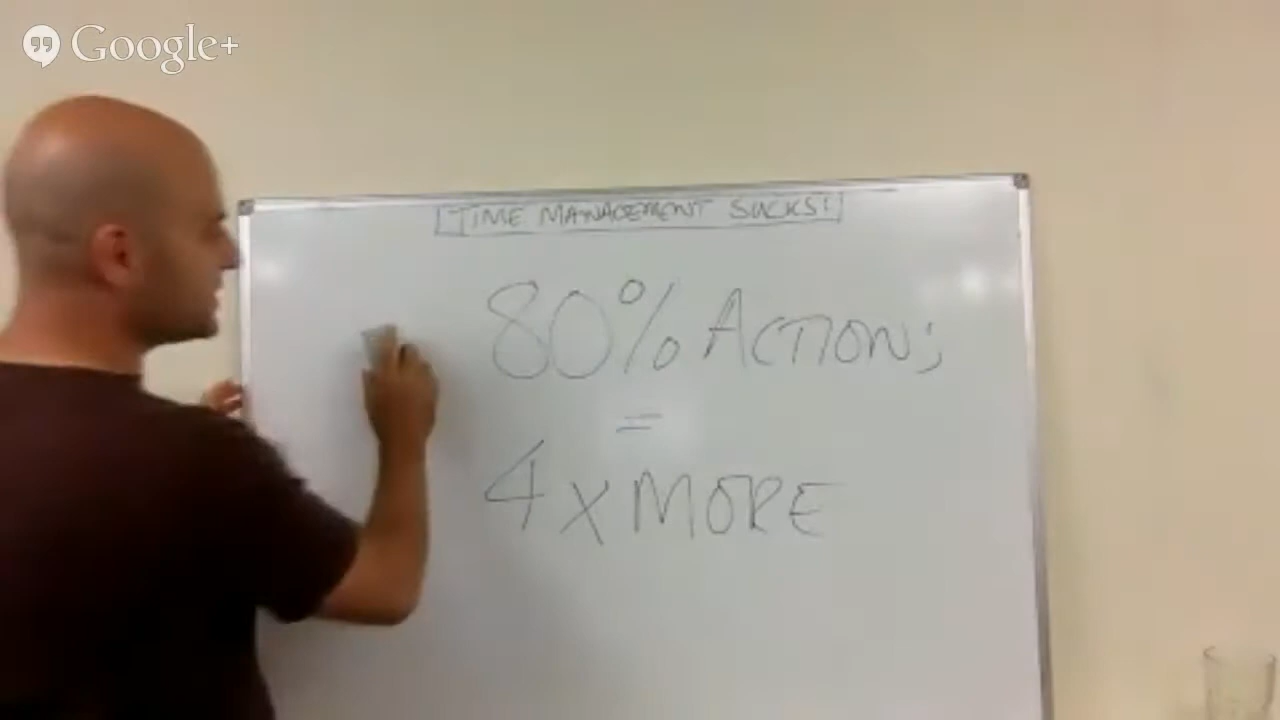 Google+
TIME MANAGEMENT SUCKS!
80% ACTION;
=
4 X MORE